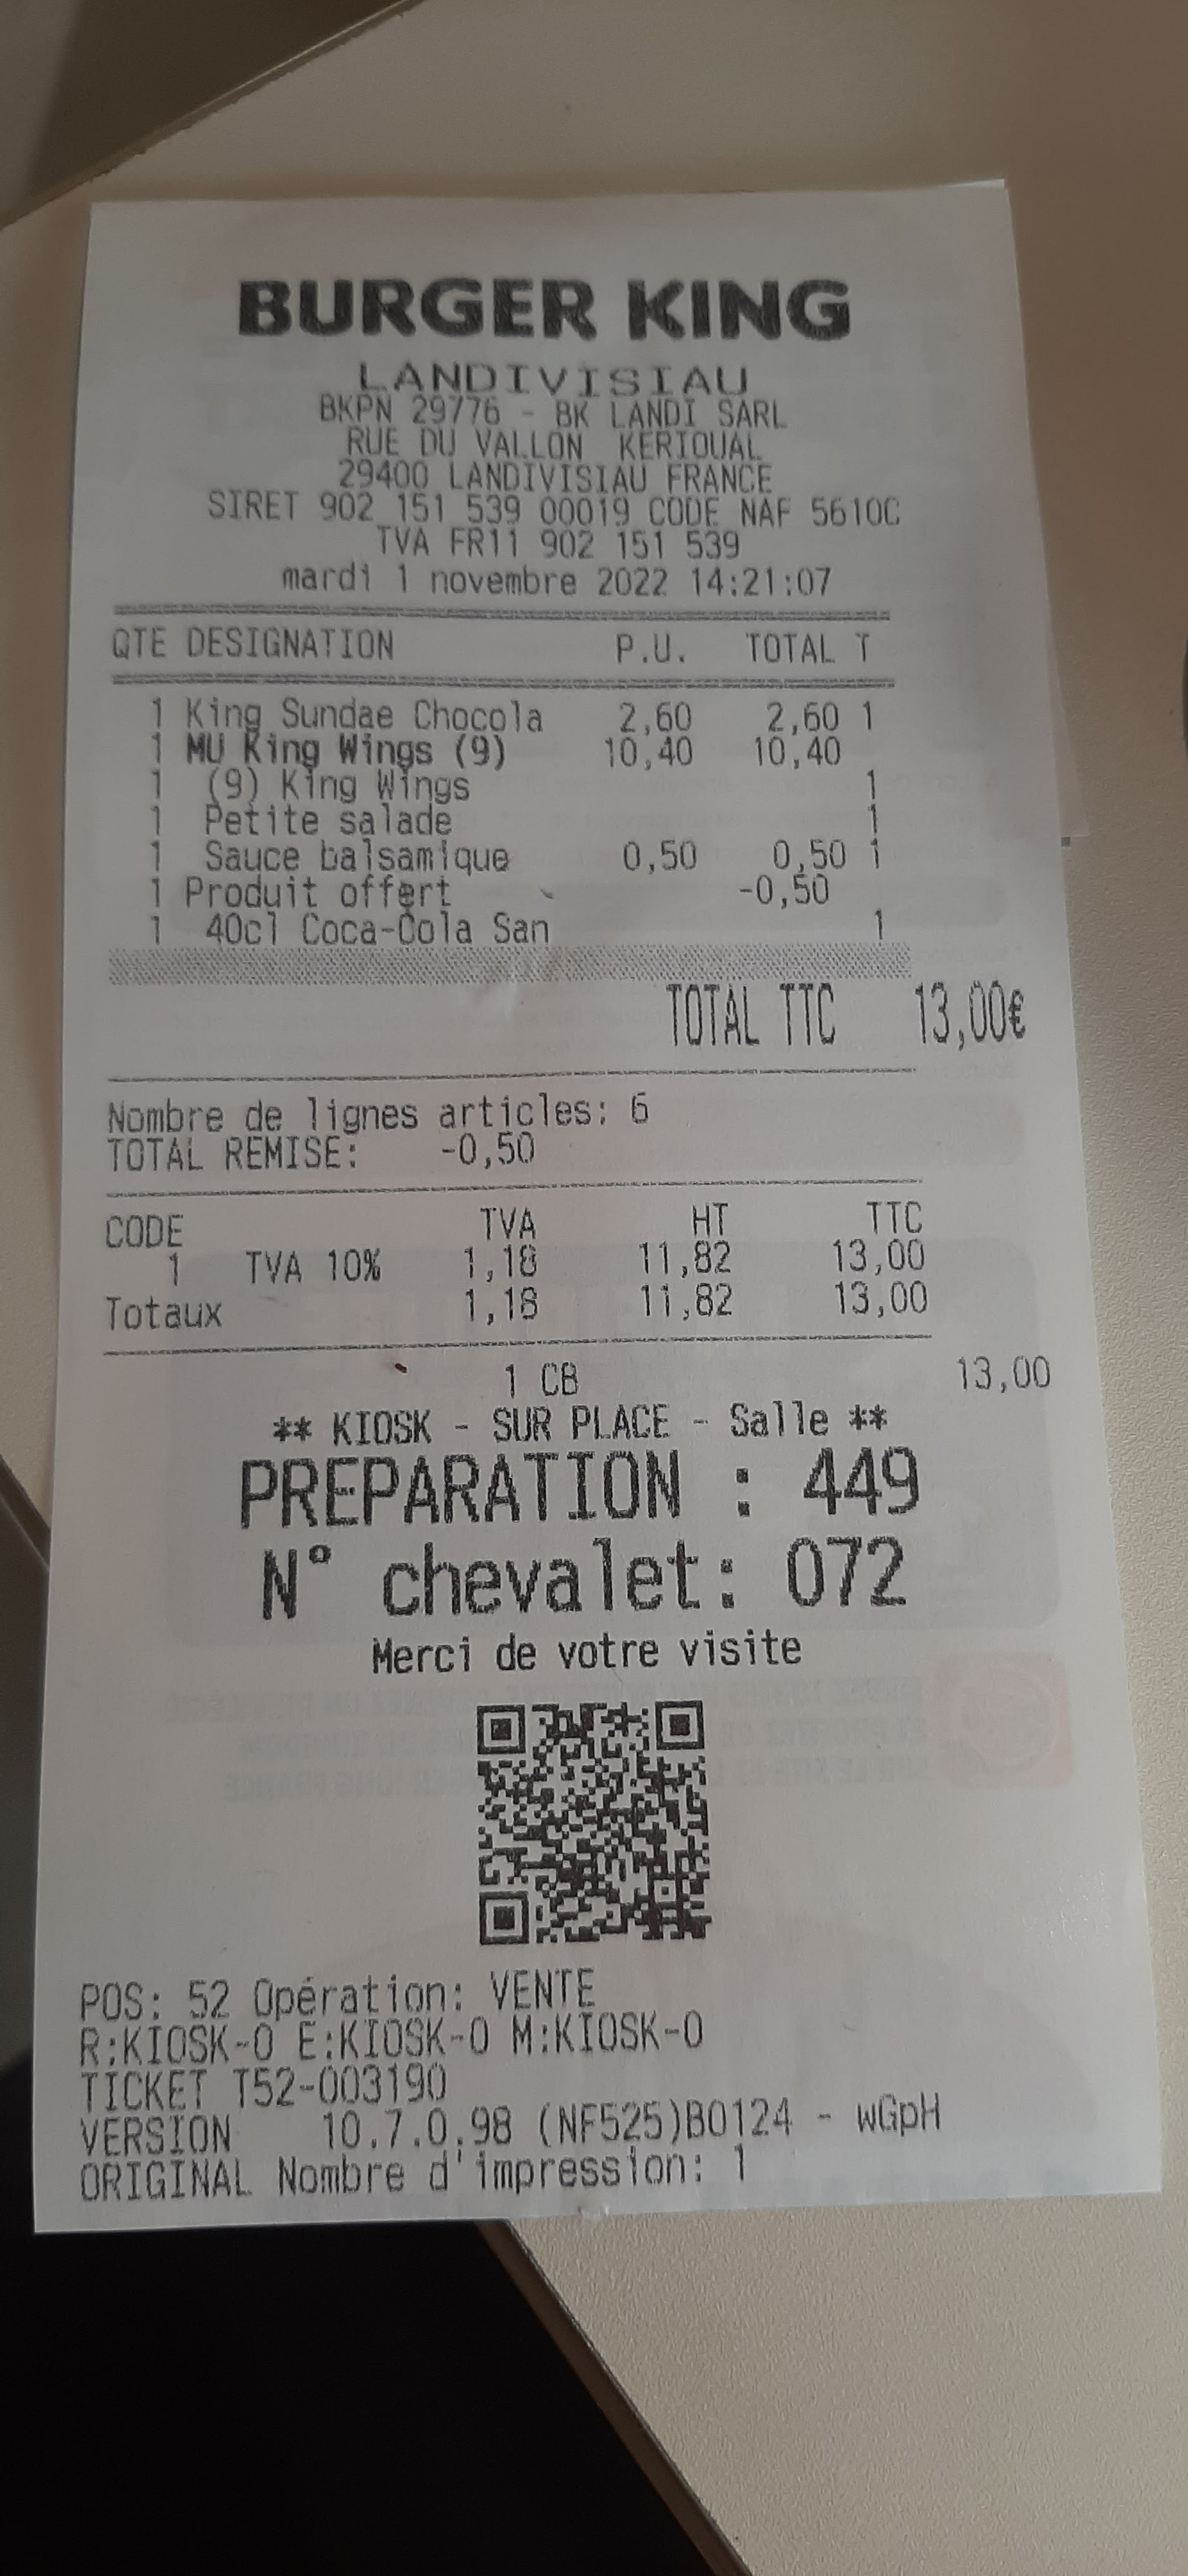 BURGER KING
LANDIVISIAU
BKPN 29776 - BK LANDI SARL
RUE DU VALLON KERIOUAL
29400 LANDIVISIAU FRANCE
SIRET 902 151 539 00019 CODE NAF 5610C
TVA FR11 902 151 539
mardi 1 novembre 2022 14:21:07
QTE DESIGNATION P.U. TOTAL T
1 King Sundae Chocola 2,60 2,60 1
1 MU King Wings (9) 10,40 10,40
1 (9) King Wings 1
1 Petite salade 1
1 Sauce balsamique 0,50 0,50 1
1 Produit offert -0,50
1 40cl Coca-Cola San 1
TOTAL TTC 13,00€
Nombre de lignes articles: 6
TOTAL REMISE: -0,50
CODE TVA HT TTC
1 TVA 10% 1,18 11,82 13,00
Totaux 1,18 11,82 13,00
1 CB 13,00
** KIOSK - SUR PLACE - Salle **
PREPARATION : 449
N° chevalet: 072
Merci de votre visite
POS: 52 Opération: VENTE
R:KIOSK-O E:KIOSK-O M:KIOSK-O
TICKET T52-003190
VERSION 10.7.0.98 (NF525)B0124 - wGpH
ORIGINAL Nombre d'impression: 1